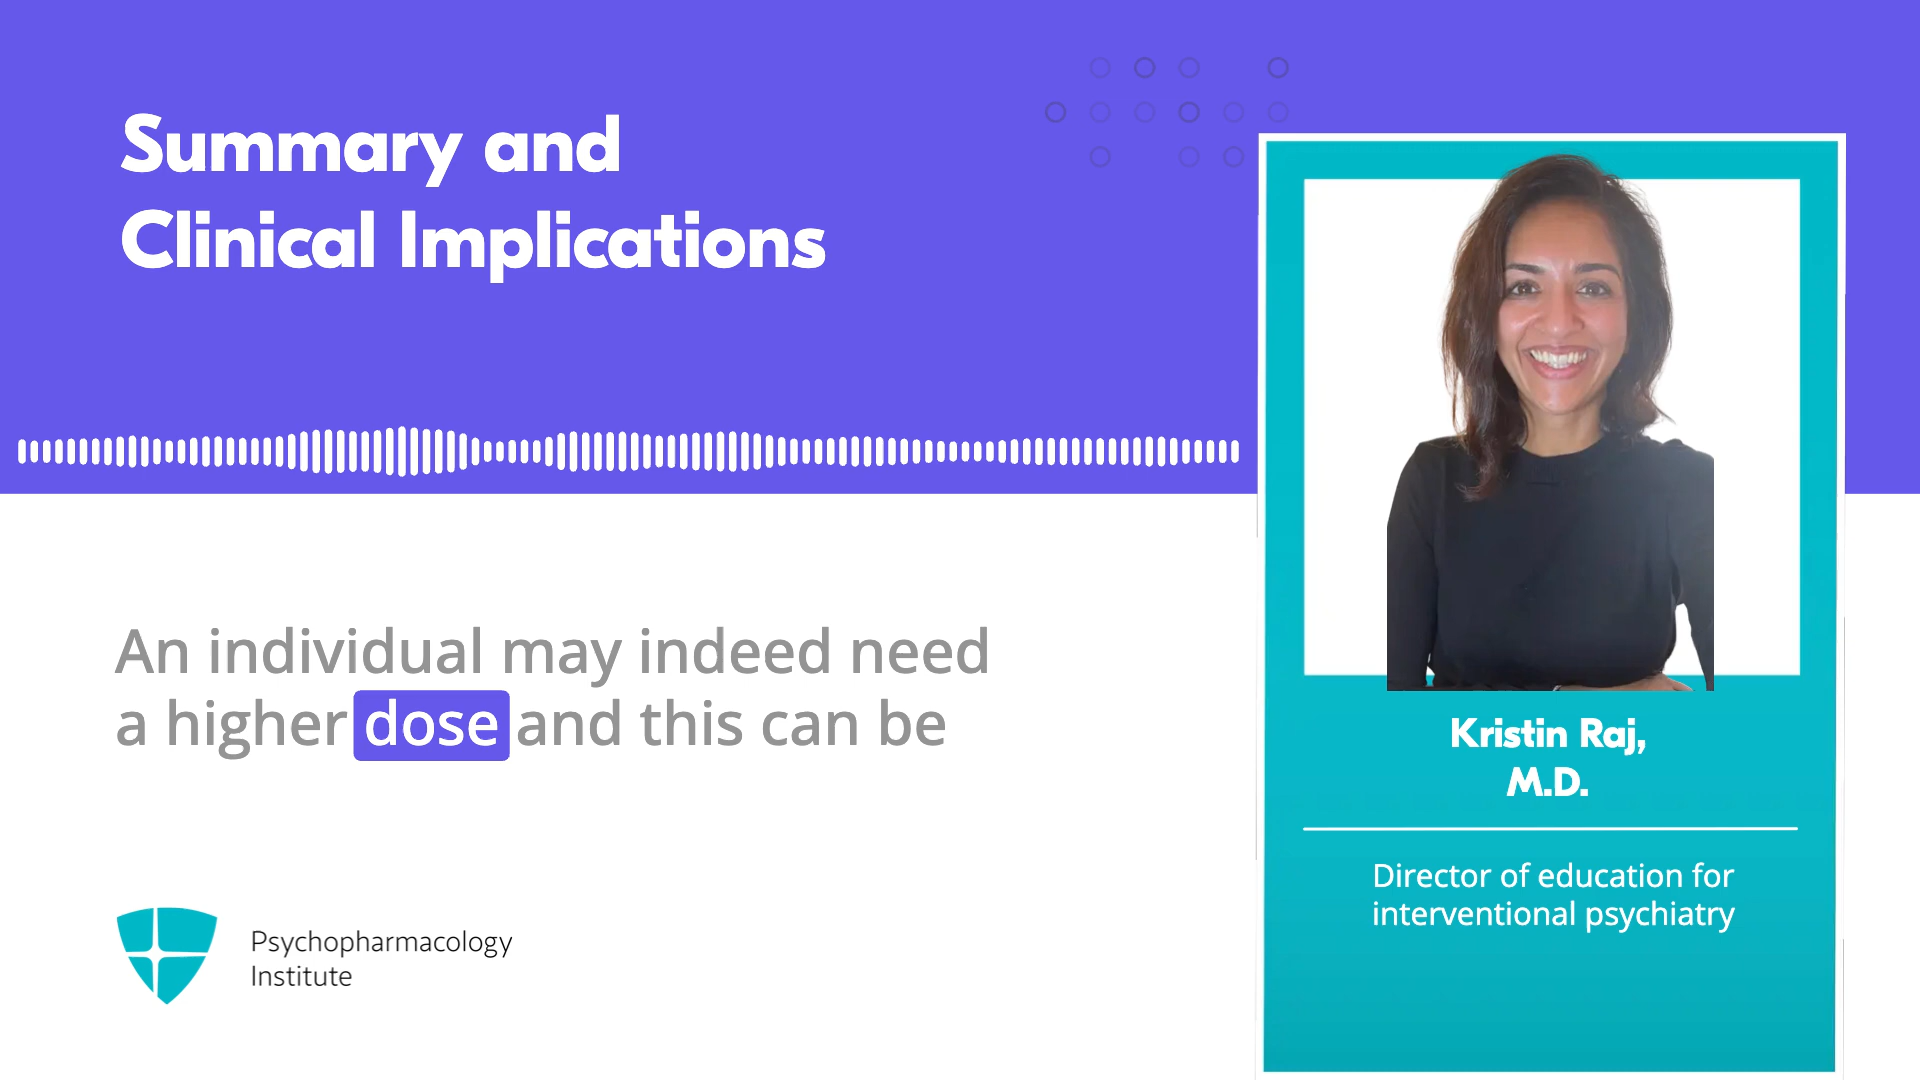 Summary and
Clinical Implications
An individual may indeed need
a higher dose and this can be
Psychopharmacology
Institute
Kristin Raj,
M.D.
Director of education for
interventional psychiatry